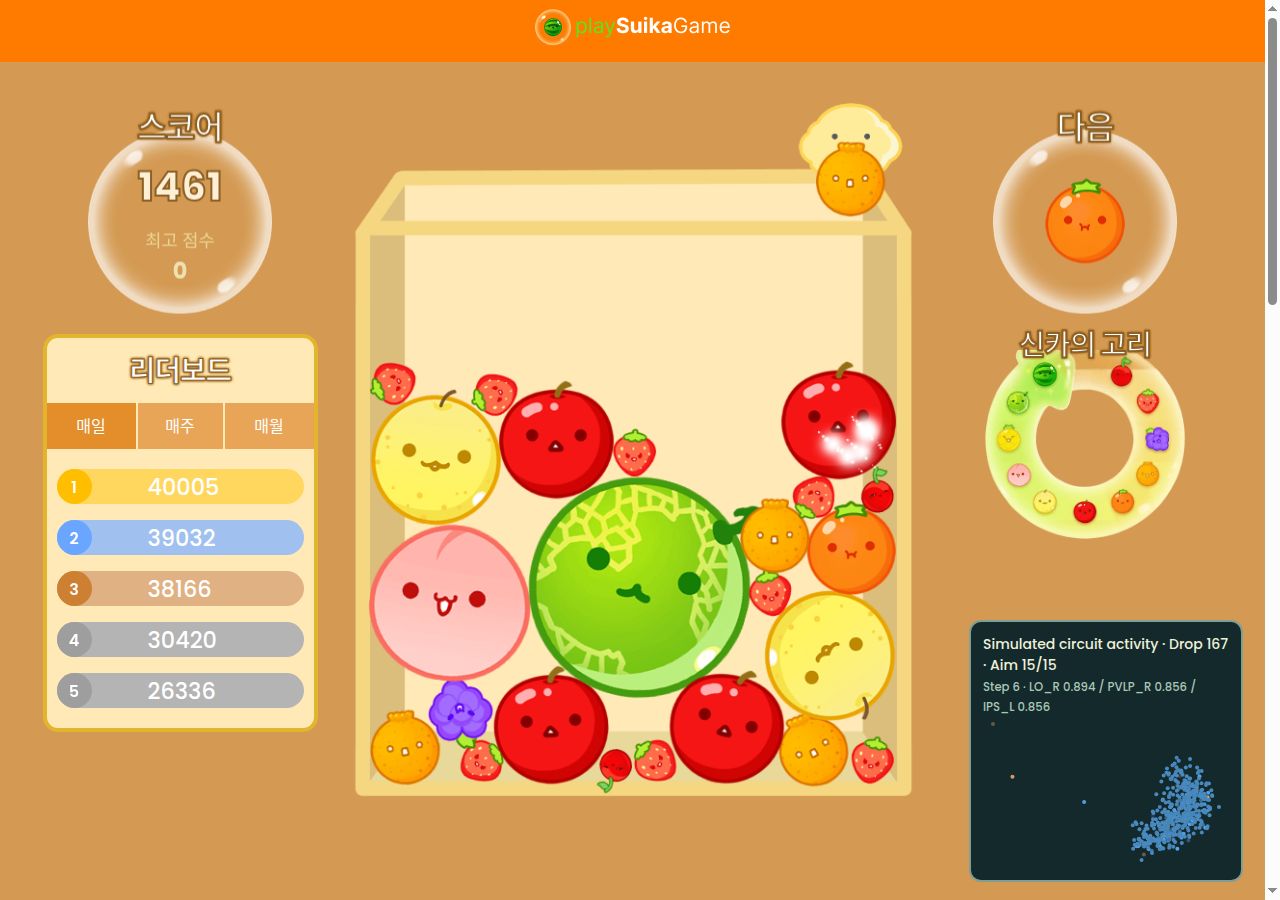 playSuikaGame
스코어
1461
최고 점수
0
리더보드
매일 매주 매월
1 40005
2 39032
3 38166
4 30420
5 26336
다음
신카의 고리
Simulated circuit activity · Drop 167
· Aim 15/15
Step 6 · LO_R 0.894 / PVLP_R 0.856 /
IPS_L 0.856